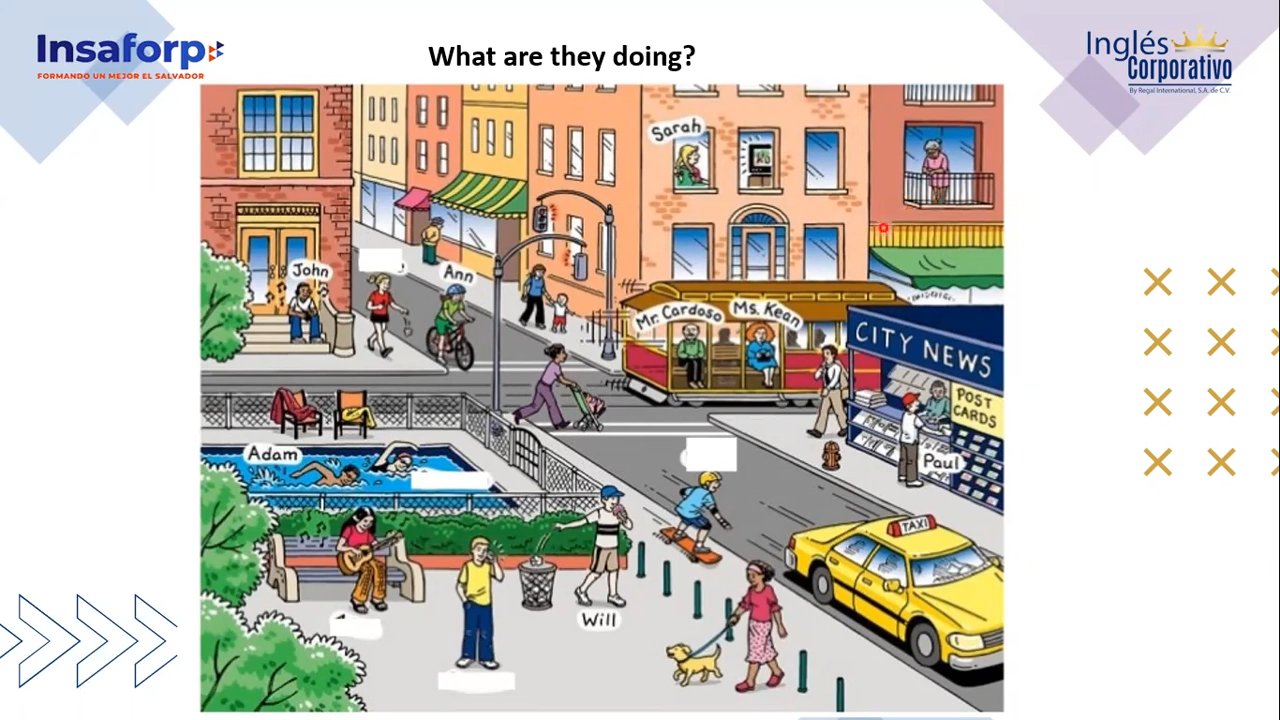 Insaforp
FORMANDO UN MEJOR EL SALVADOR
What are they doing?
Inglés
Corporativo
By Regal International, S.A. de C.V.
Sarah
John
Ann
Mr. Cardoso
Ms. Kean
CITY NEWS
POST
CARDS
Adam
Paul
TAXI
Will